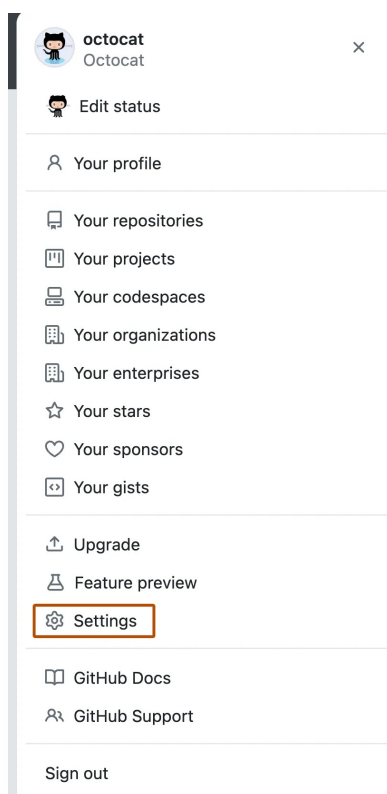 octocat
Octocat
Edit status
Your profile
Your repositories
Your projects
Your codespaces
Your organizations
Your enterprises
Your stars
Your sponsors
Your gists
Upgrade
Feature preview
Settings
GitHub Docs
GitHub Support
Sign out